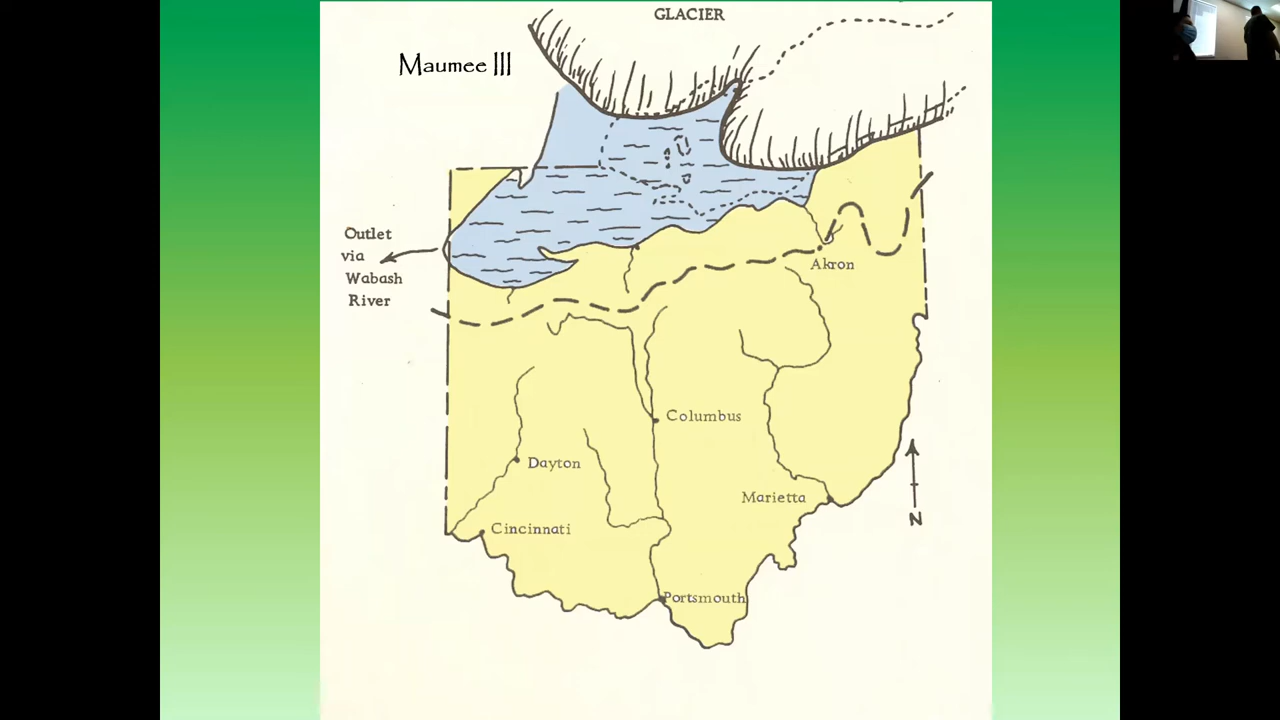 GLACIER
Maumee III
Outlet
via
Wabash
River
Akron
Columbus
Dayton
Marietta
N
Cincinnati
Portsmouth